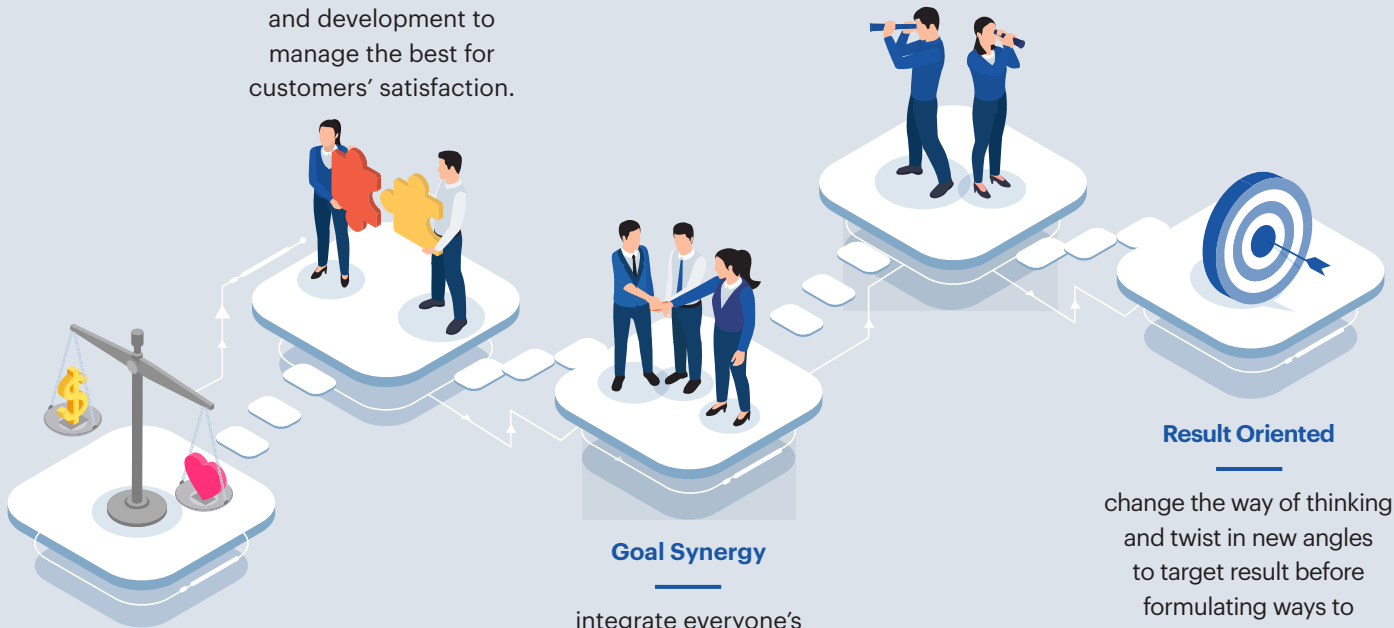 and development to
manage the best for
customers’ satisfaction.
Goal Synergy
integrate everyone’s
Result Oriented
change the way of thinking
and twist in new angles
to target result before
formulating ways to